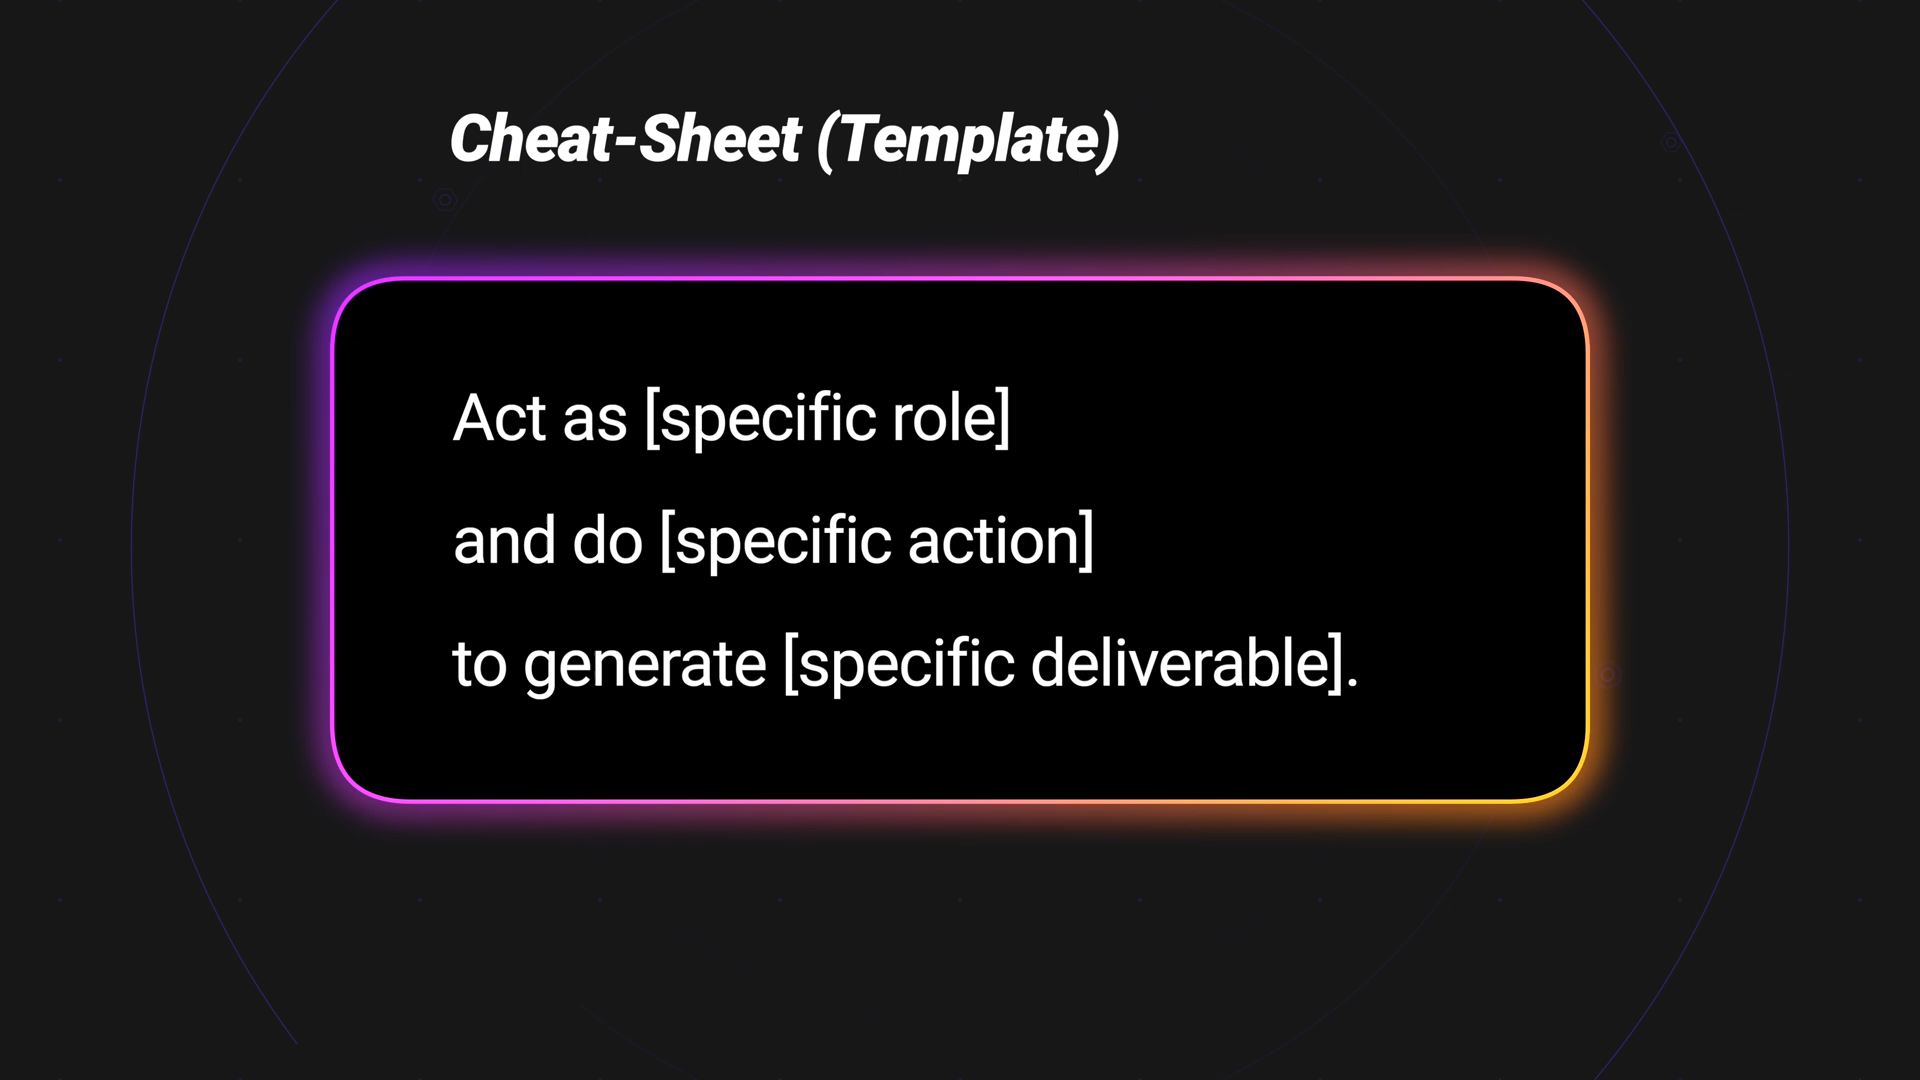 Cheat-Sheet (Template)
Act as [specific role]
and do [specific action]
to generate [specific deliverable].